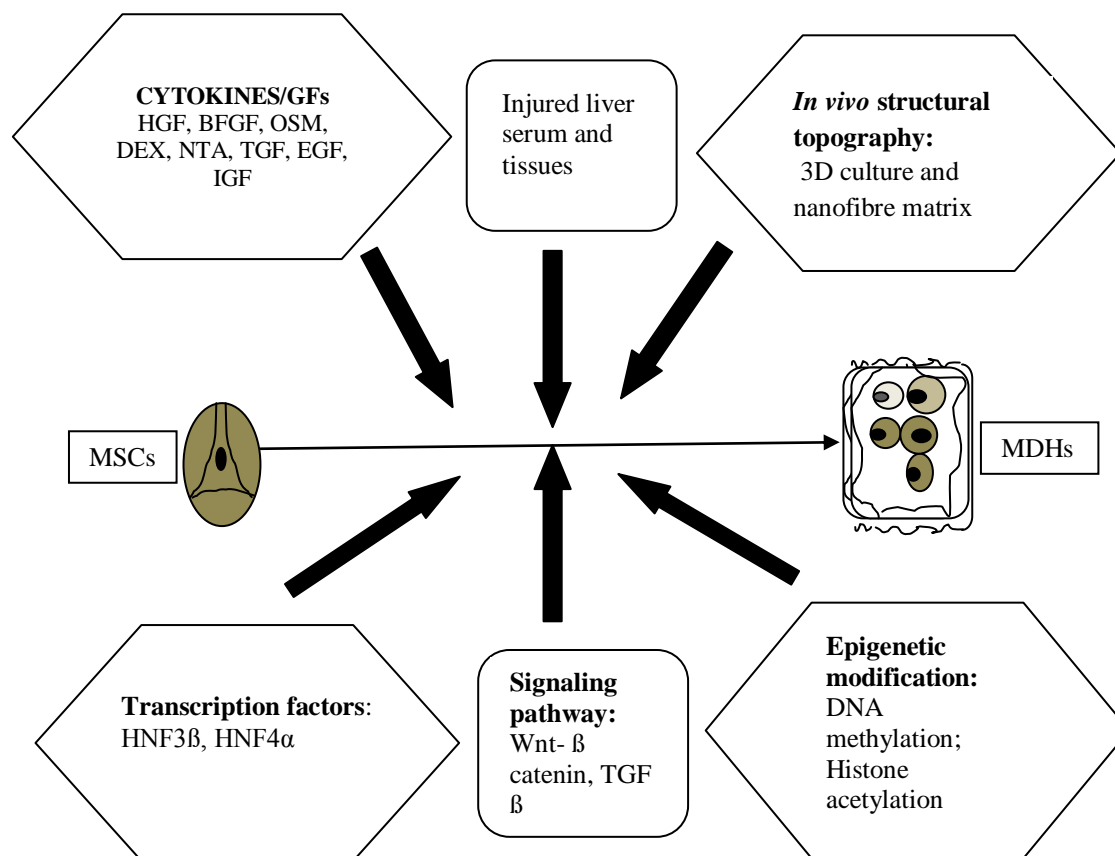 CYTOKINES/GFs
HGF, BFGF, OSM,
DEX, NTA, TGF, EGF,
IGF
Injured liver
serum and
tissues
In vivo structural
topography:
3D culture and
nanofibre matrix
MSCs
MDHs
Transcription factors:
HNF3ß, HNF4α
Signaling
pathway:
Wnt- ß
catenin, TGF
ß
Epigenetic
modification:
DNA
methylation;
Histone
acetylation